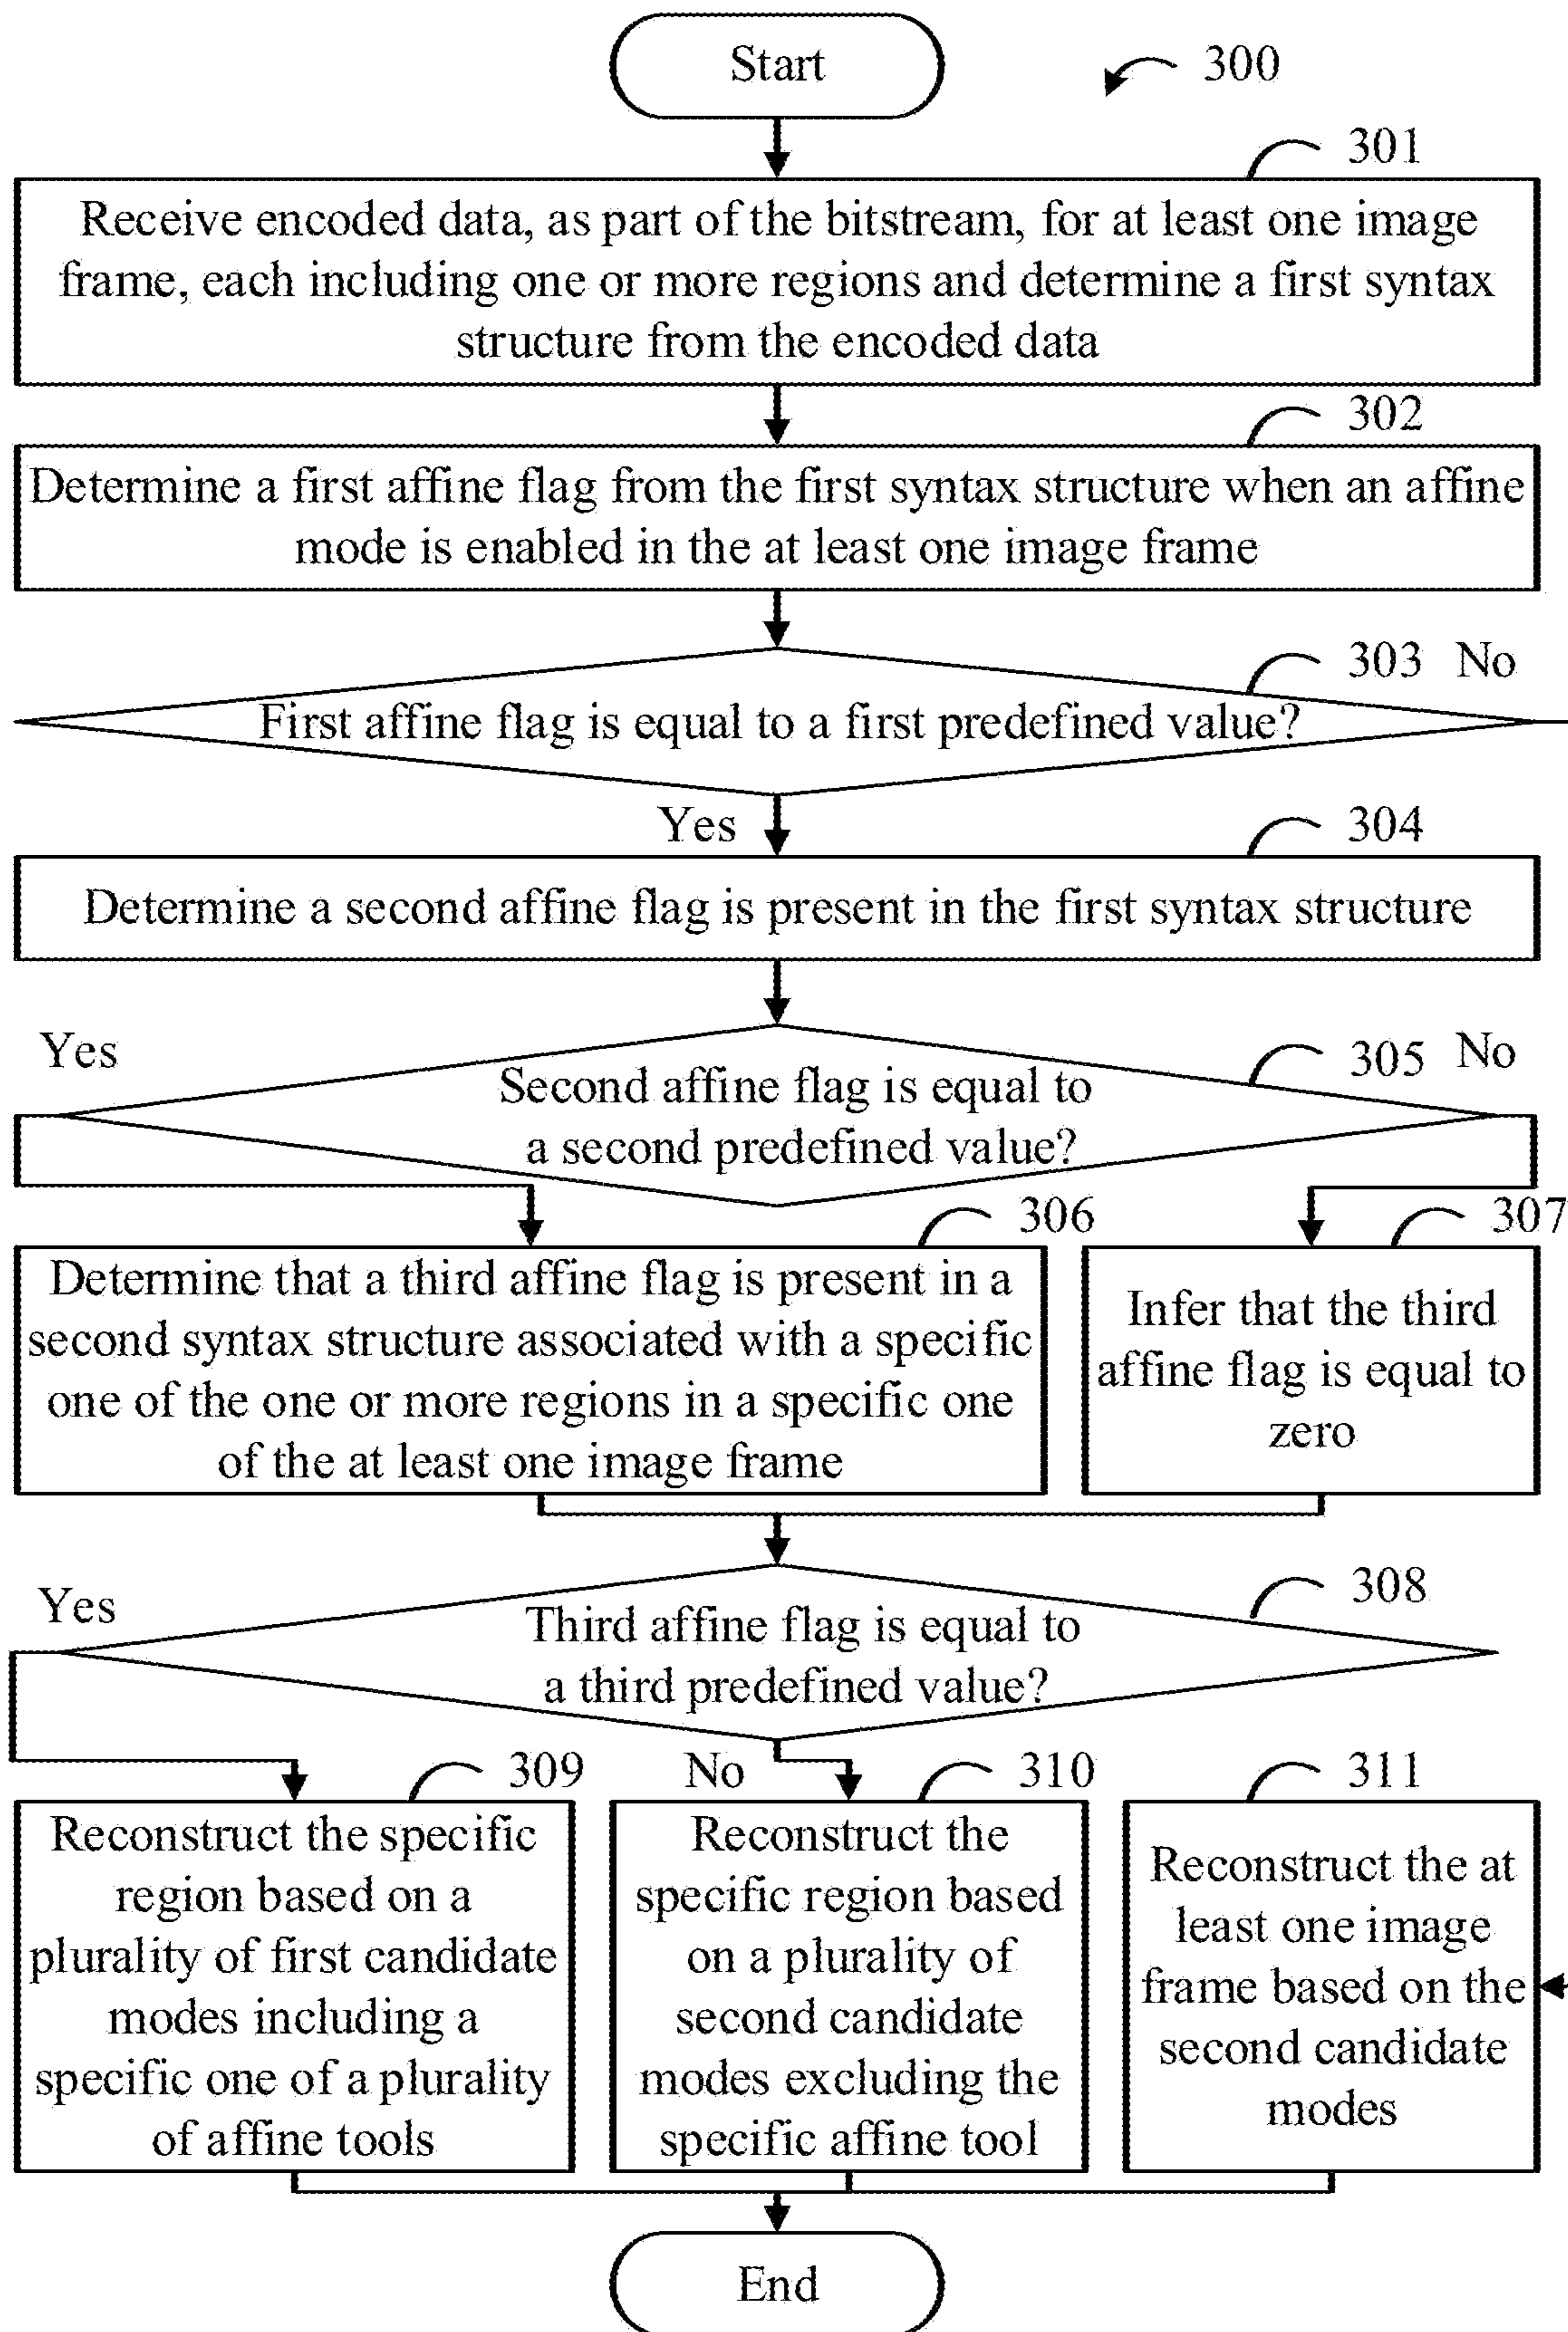 Start
300
301
Receive encoded data, as part of the bitstream, for at least one image
frame, each including one or more regions and determine a first syntax
structure from the encoded data
302
Determine a first affine flag from the first syntax structure when an affine
mode is enabled in the at least one image frame
303 No
First affine flag is equal to a first predefined value?
Yes
304
Determine a second affine flag is present in the first syntax structure
Yes
305 No
Second affine flag is equal to
a second predefined value?
306
307
Determine that a third affine flag is present in a
second syntax structure associated with a specific
one of the one or more regions in a specific one
of the at least one image frame
Infer that the third
affine flag is equal to
zero
308
Yes
Third affine flag is equal to
a third predefined value?
309
No
310
311
Reconstruct the specific
region based on a
plurality of first candidate
modes including a
specific one of a plurality
of affine tools
Reconstruct the
specific region based
on a plurality of
second candidate
modes excluding the
specific affine tool
Reconstruct the at
least one image
frame based on the
second candidate
modes
End